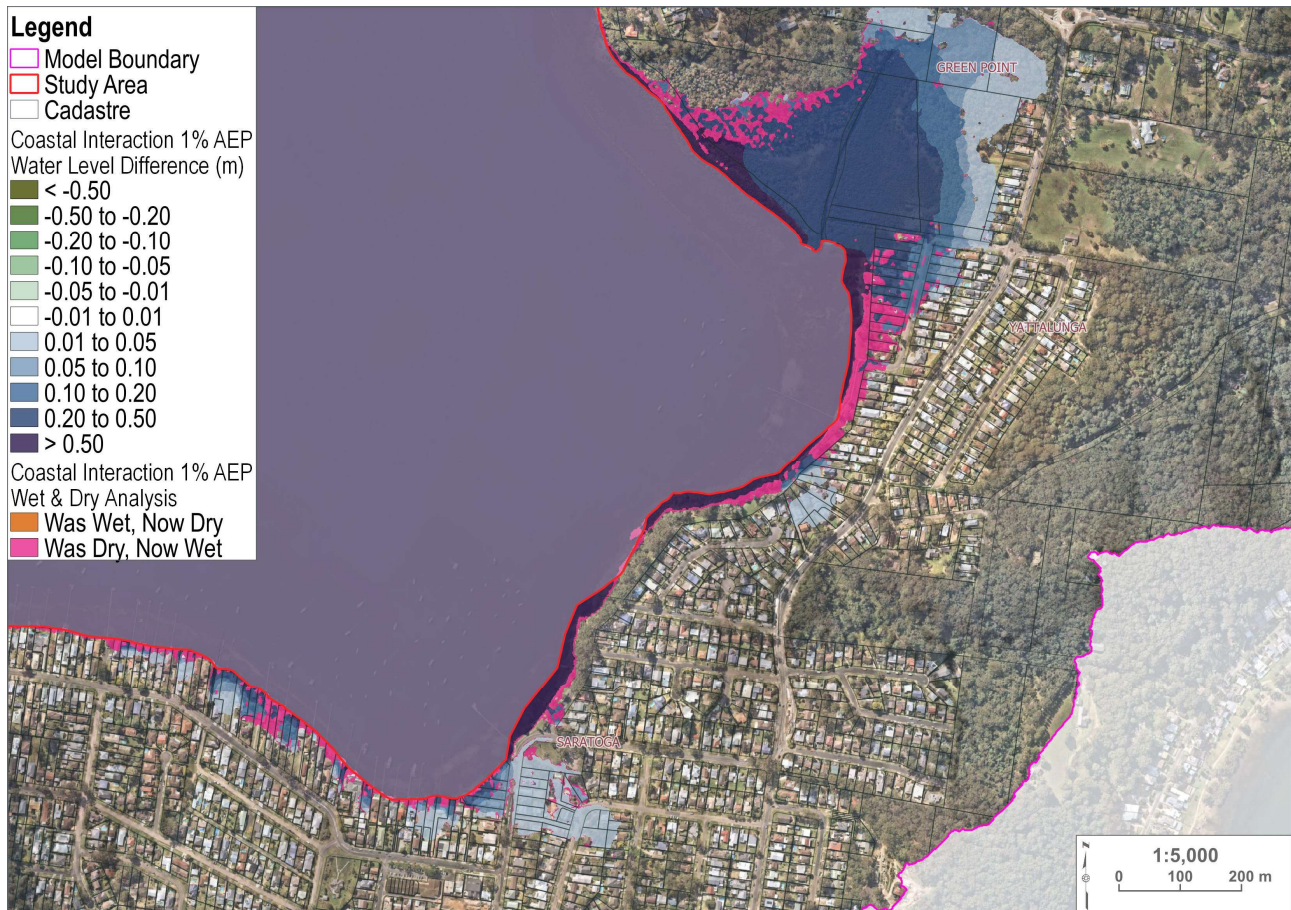 Legend
Model Boundary
Study Area
Cadastre
Coastal Interaction 1% AEP
Water Level Difference (m)
< -0.50
-0.50 to -0.20
-0.20 to -0.10
-0.10 to -0.05
-0.05 to -0.01
-0.01 to 0.01
0.01 to 0.05
0.05 to 0.10
0.10 to 0.20
0.20 to 0.50
> 0.50
Coastal Interaction 1% AEP
Wet & Dry Analysis
Was Wet, Now Dry
Was Dry, Now Wet
GREEN POINT
YATTALUNGA
SARATOGA
1:5,000
0 100 200 m